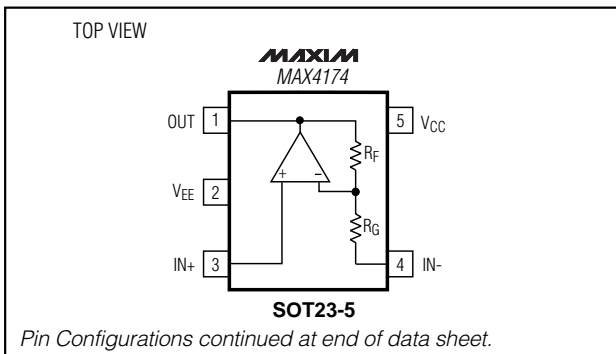 TOP VIEW
MAXIM
MAX4174
OUT 1
5 VCC
RF
+ −
VEE 2
RG
IN+ 3
4 IN-
SOT23-5
Pin Configurations continued at end of data sheet.